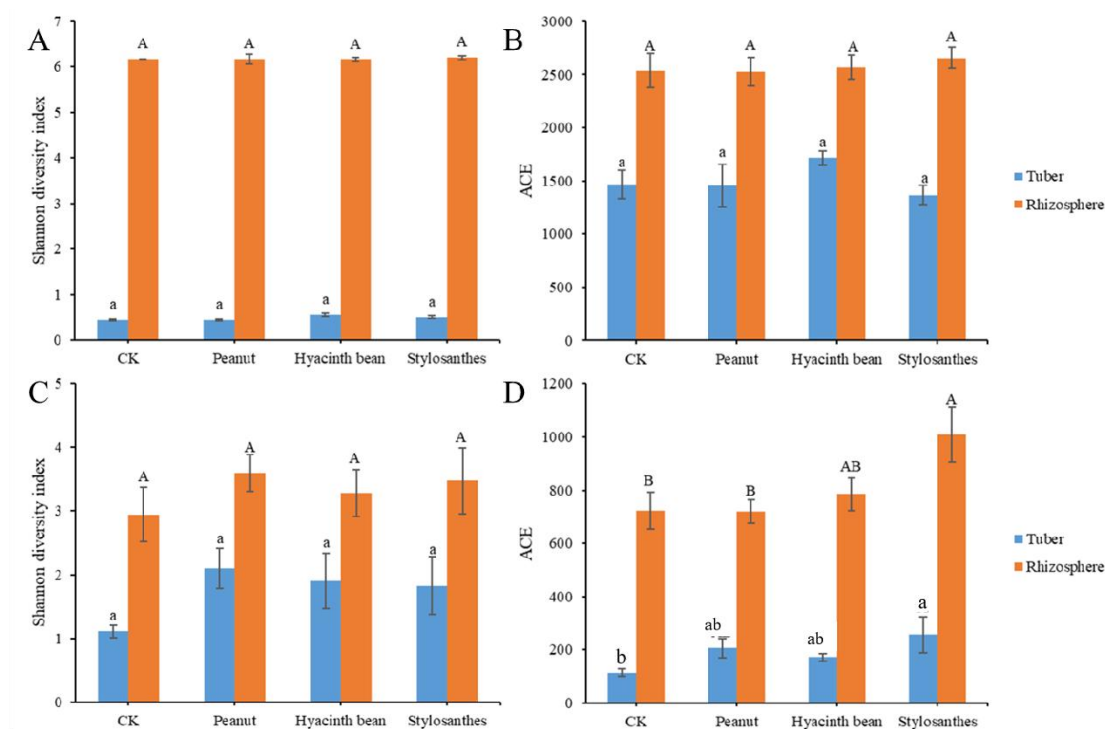 A
7
6
5
4
3
2
1
0
Shannon diversity index
A A A A
a a a a
CK Peanut Hyacinth bean Stylosanthes
B
3000
2500
2000
1500
1000
500
0
ACE
A A A A
a a a a
CK Peanut Hyacinth bean Stylosanthes
Tuber
Rhizosphere
C
5
4
3
2
1
0
Shannon diversity index
A A A A
a a a a
CK Peanut Hyacinth bean Stylosanthes
D
1200
1000
800
600
400
200
0
ACE
B B AB A
b ab ab a
CK Peanut Hyacinth bean Stylosanthes
Tuber
Rhizosphere